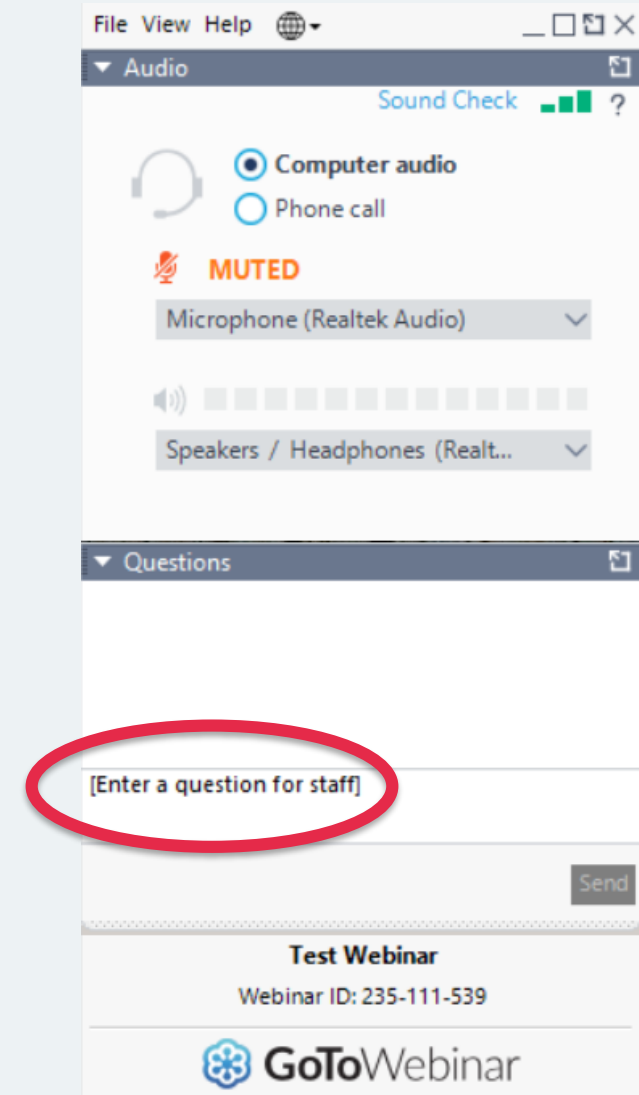 File View Help
Audio
Sound Check ?
Computer audio
Phone call
MUTED
Microphone (Realtek Audio)
Speakers / Headphones (Realt...
Questions
[Enter a question for staff]
Send
Test Webinar
Webinar ID: 235-111-539
GoToWebinar